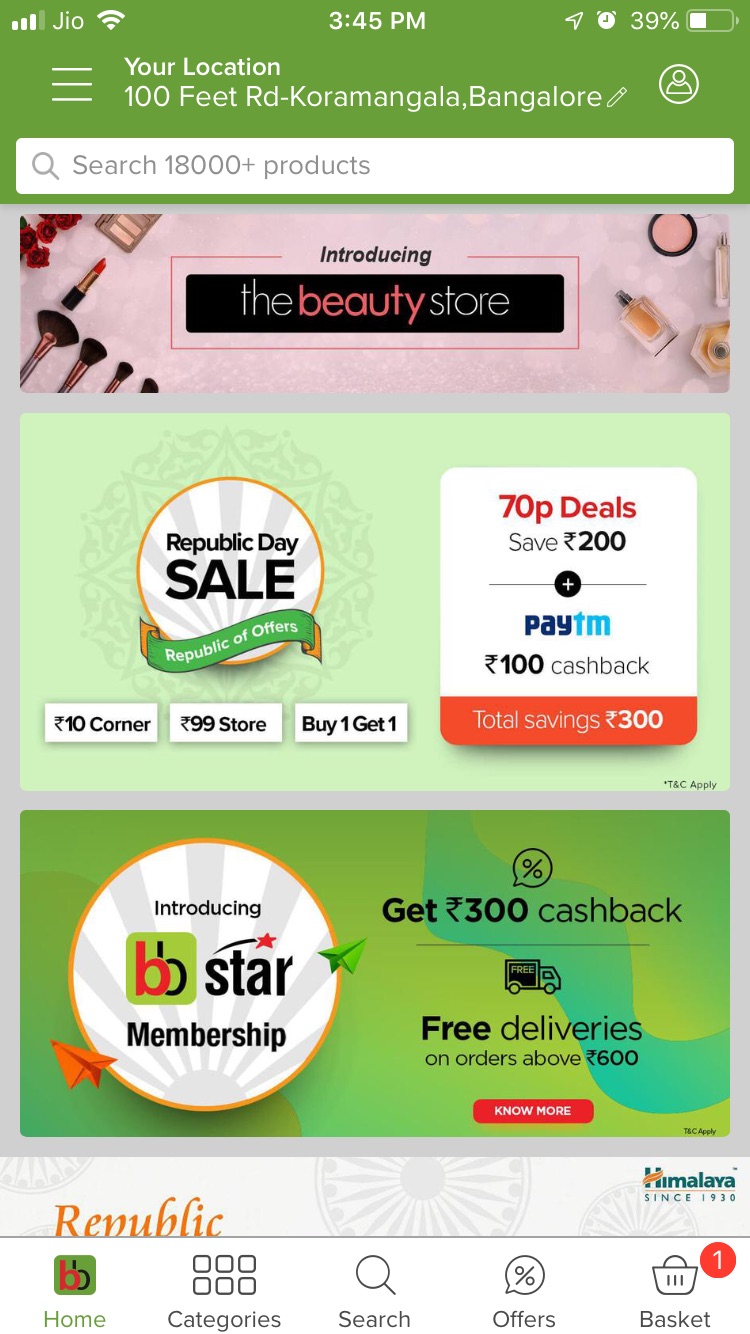 Jio
3:45 PM
39%
Your Location
100 Feet Rd-Koramangala,Bangalore
Search 18000+ products
Introducing
the beauty store
Republic Day
SALE
Republic of Offers
₹10 Corner
₹99 Store
Buy 1 Get 1
70p Deals
Save ₹200
+
paytm
₹100 cashback
Total savings ₹300
*T&C Apply
Introducing
bb star
Membership
%
Get ₹300 cashback
FREE
Free deliveries
on orders above ₹600
KNOW MORE
T&C Apply
Himalaya™
SINCE 1930
Republic
bb
%
1
Home
Categories
Search
Offers
Basket